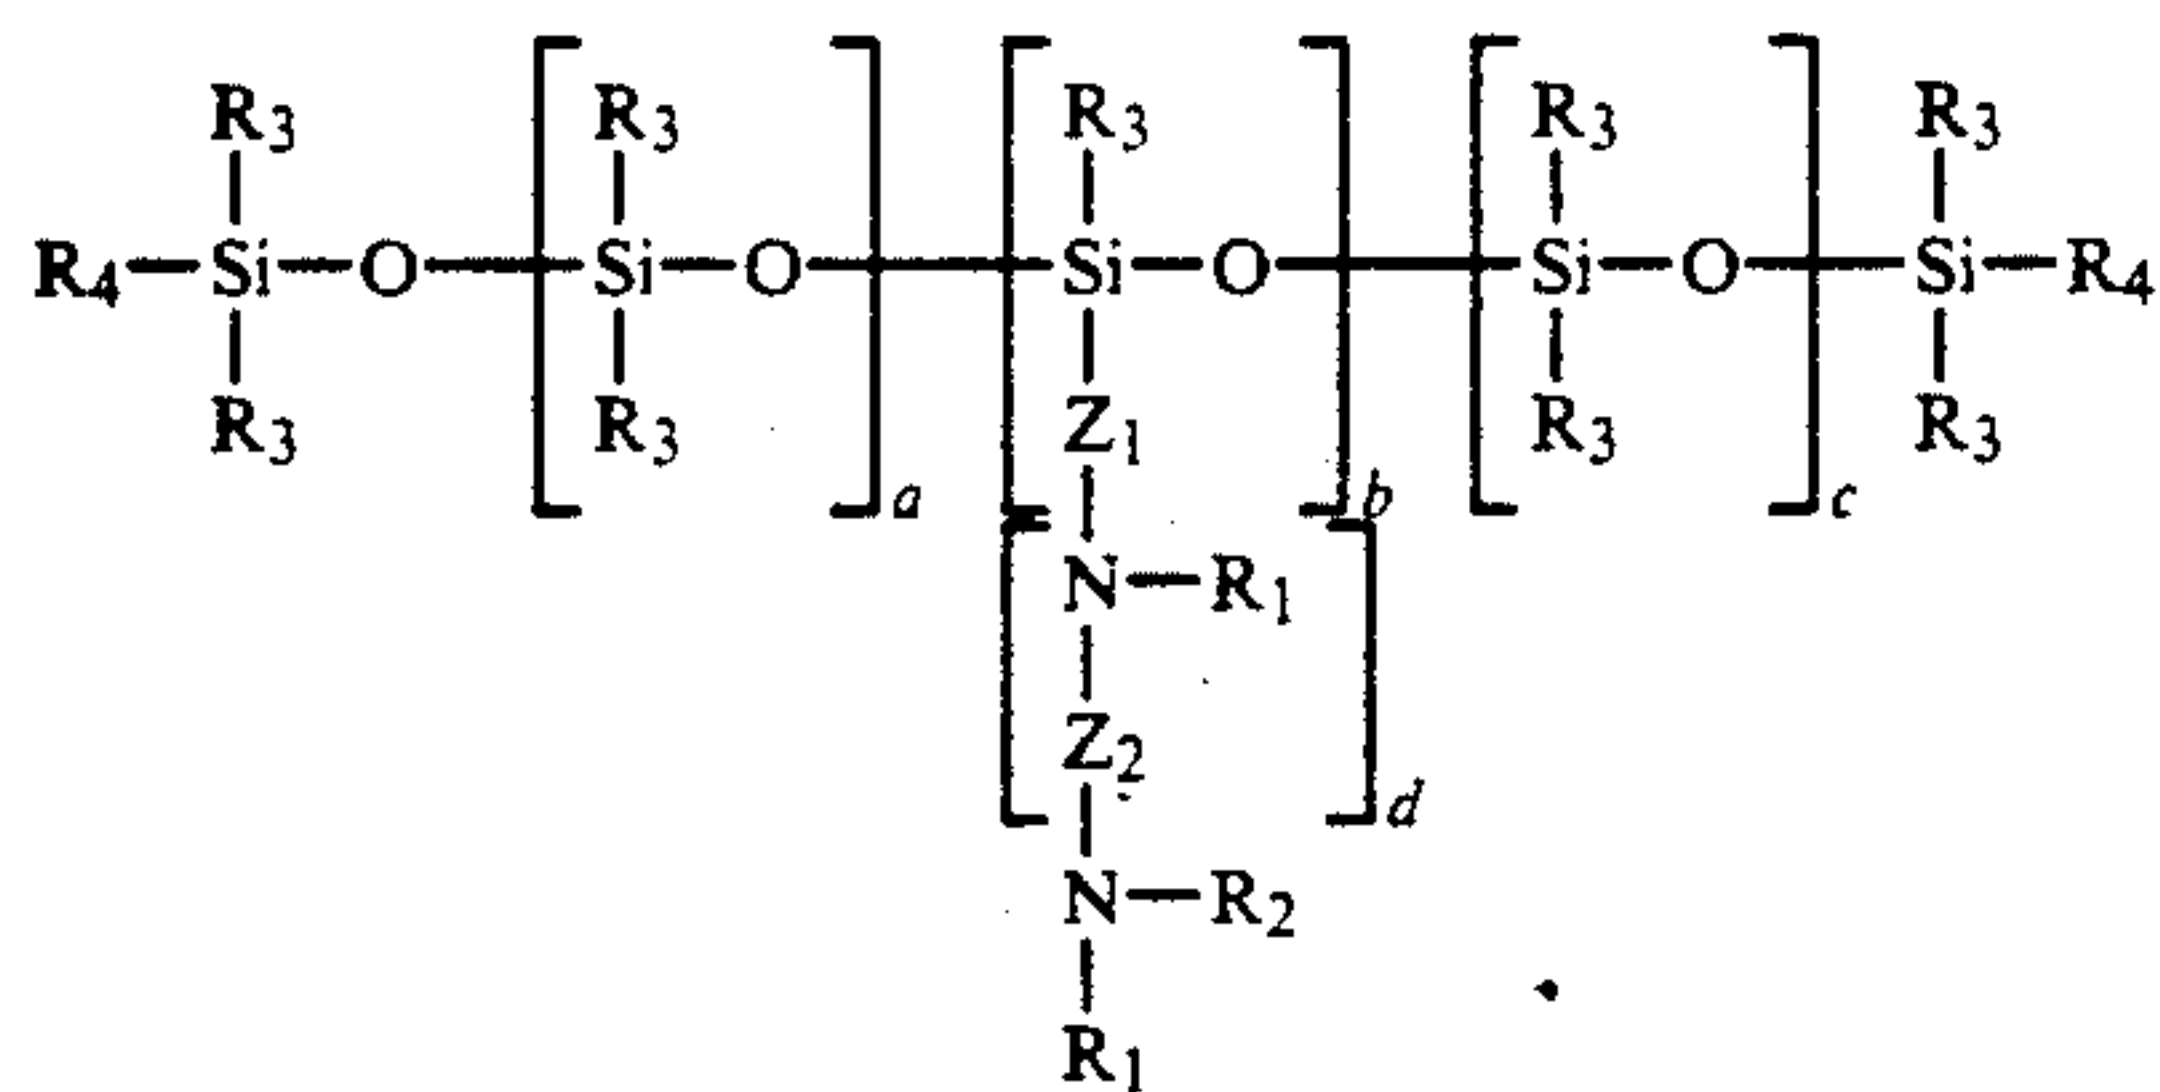 R3 R3 R3 R3 R3
R4 Si O Si O Si O Si O Si R4
R3 R3 Z1 R3 R3
a b c
N R1
Z2
d
N R2
R1